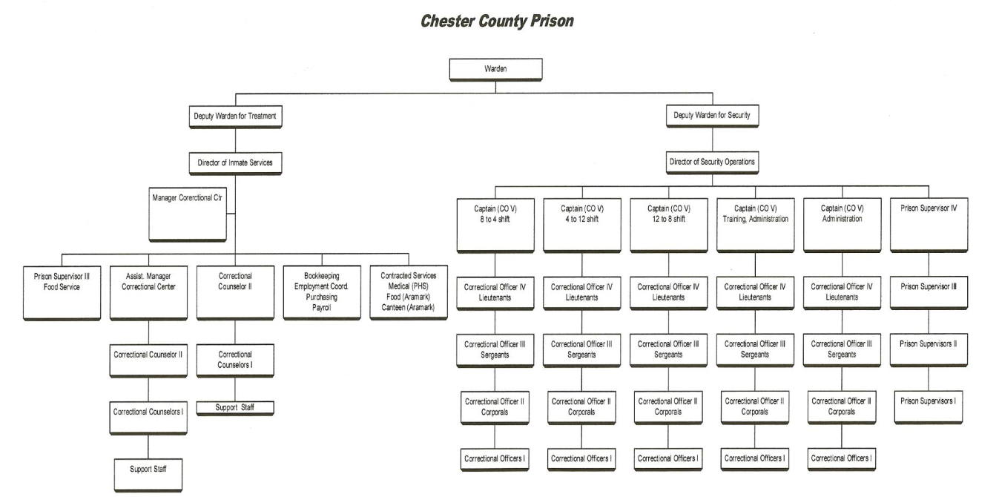 Chester County Prison
Warden
Deputy Warden for Treatment
Deputy Warden for Security
Director of Inmate Services
Director of Security Operations
Manager Corerctional Ctr
Captain (CO V)
8 to 4 shift
Captain (CO V)
4 to 12 shift
Captain (CO V)
12 to 8 shift
Captain (CO V)
Training, Administration
Captain (CO V)
Administration
Prison Supervisor IV
Prison Supervisor III
Food Service
Assist. Manager
Correctional Center
Correctional
Counselor II
Bookkeeping
Employment Coord.
Purchasing
Payroll
Contracted Services
Medical (PHS)
Food (Aramark)
Canteen (Aramark)
Correctional Officer IV
Lieutenants
Correctional Officer IV
Lieutenants
Correctional Officer IV
Lieutenants
Correctional Officer IV
Lieutenants
Correctional Officer IV
Lieutenants
Prison Supervisor III
Correctional Counselor II
Correctional
Counselors I
Correctional Officer III
Sergeants
Correctional Officer III
Sergeants
Correctional Officer III
Sergeants
Correctional Officer III
Sergeants
Correctional Officer III
Sergeants
Prison Supervisors II
Correctional Counselors I
Support Staff
Correctional Officer II
Corporals
Correctional Officer II
Corporals
Correctional Officer II
Corporals
Correctional Officer II
Corporals
Correctional Officer II
Corporals
Prison Supervisors I
Support Staff
Correctional Officers I
Correctional Officers I
Correctional Officers I
Correctional Officers I
Correctional Officers I